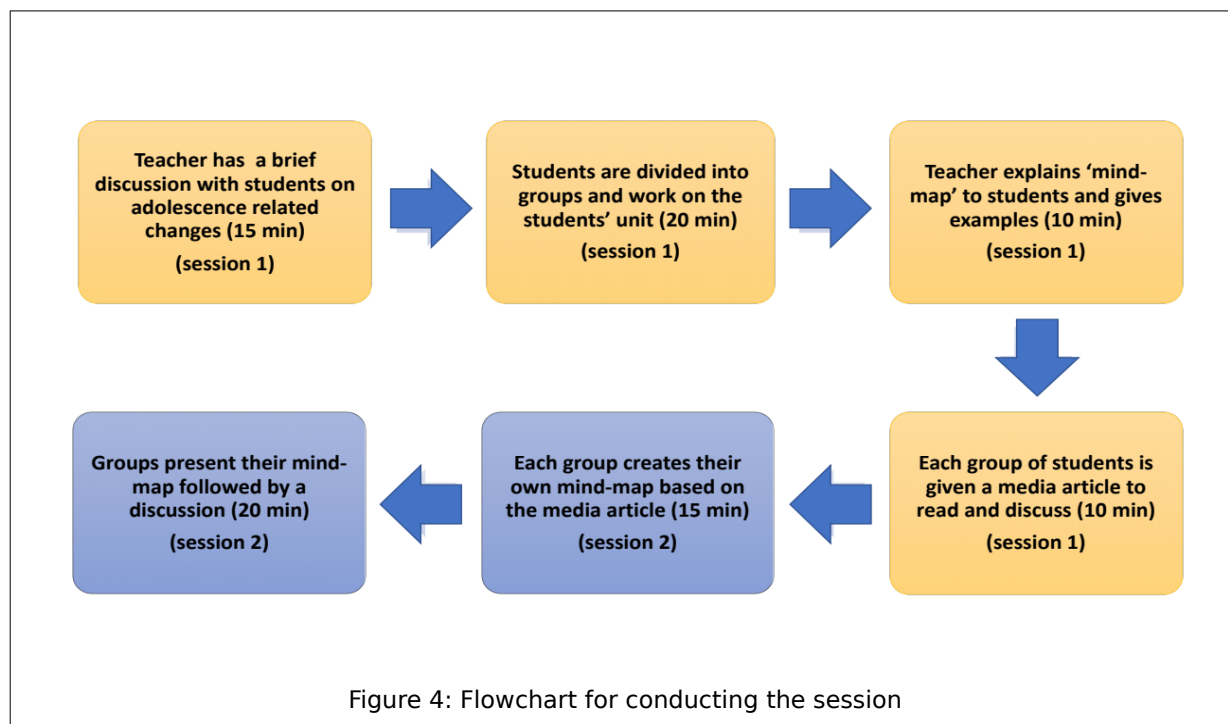 Teacher has a brief
discussion with students on
adolescence related
changes (15 min)
(session 1)
Students are divided into
groups and work on the
students’ unit (20 min)
(session 1)
Teacher explains ‘mind-
map’ to students and gives
examples (10 min)
(session 1)
Each group of students is
given a media article to
read and discuss (10 min)
(session 1)
Each group creates their
own mind-map based on
the media article (15 min)
(session 2)
Groups present their mind-
map followed by a
discussion (20 min)
(session 2)
Figure 4: Flowchart for conducting the session